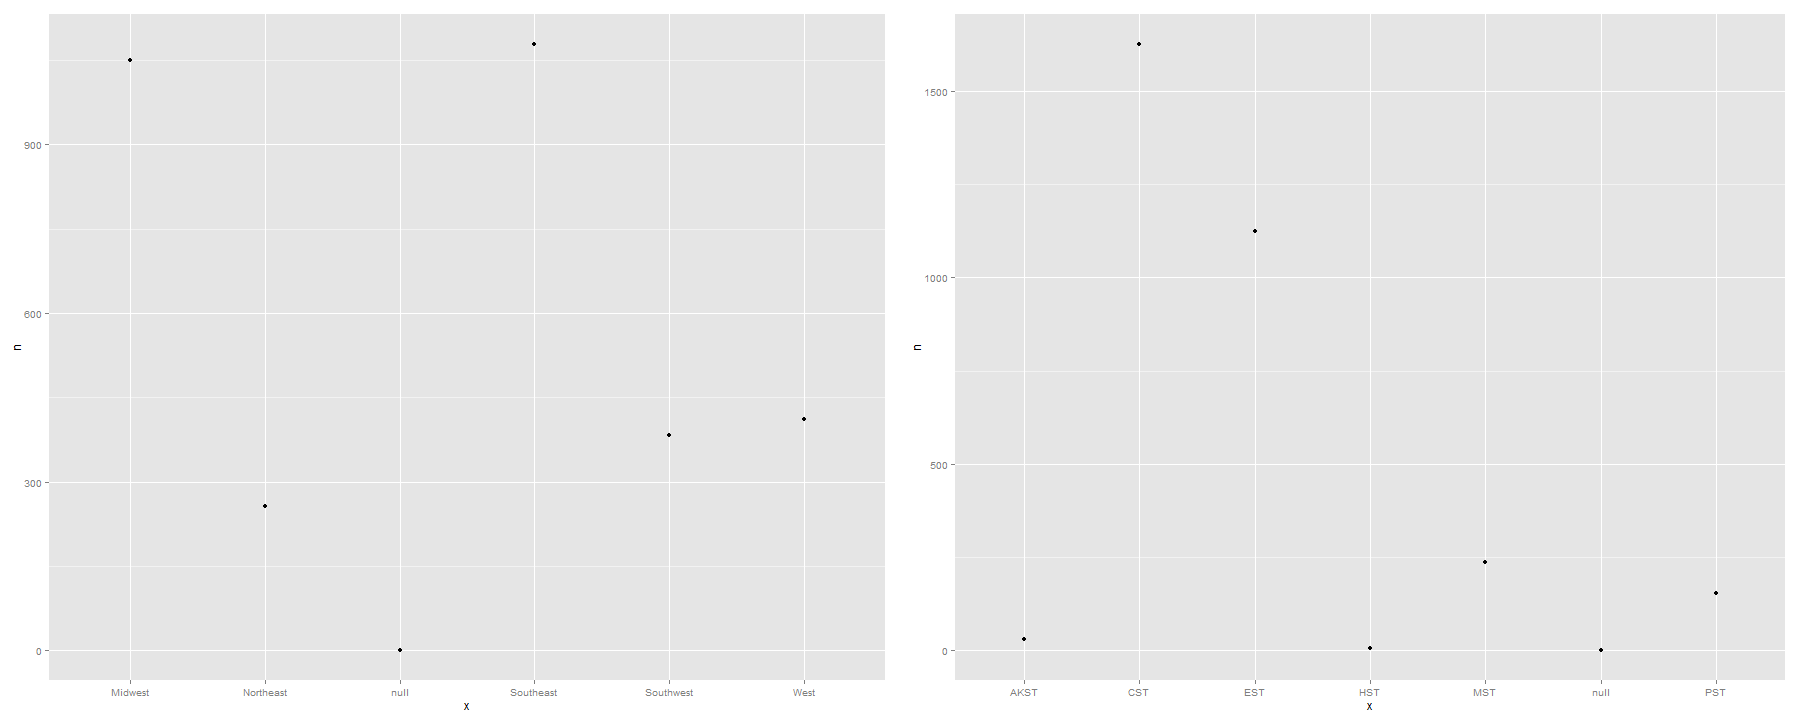 n
900
600
300
0
Midwest Northeast null Southeast Southwest West
x
n
1500
1000
500
0
AKST CST EST HST MST null PST
x